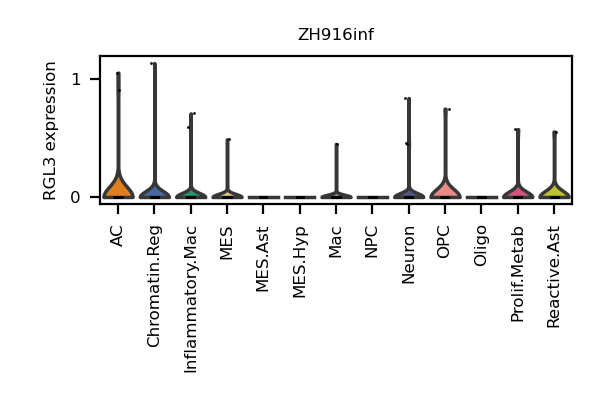 ZH916inf
RGL3 expression
1
0
AC
Chromatin.Reg
Inflammatory.Mac
MES
MES.Ast
MES.Hyp
Mac
NPC
Neuron
OPC
Oligo
Prolif.Metab
Reactive.Ast